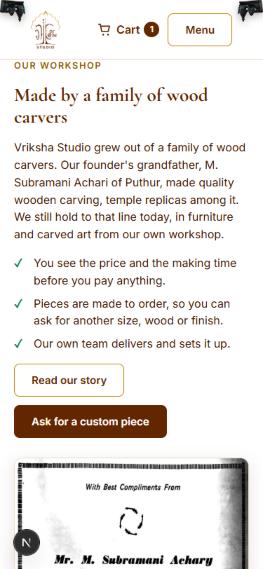 STUDIO
Cart 1
Menu
OUR WORKSHOP
Made by a family of wood
carvers
Vriksha Studio grew out of a family of wood
carvers. Our founder's grandfather, M.
Subramani Achari of Puthur, made quality
wooden carving, temple replicas among it.
We still hold to that line today, in furniture
and carved art from our own workshop.
You see the price and the making time
before you pay anything.
Pieces are made to order, so you can
ask for another size, wood or finish.
Our own team delivers and sets it up.
Read our story
Ask for a custom piece
With Best Compliments From
N
Mr. M. Subramani Achary